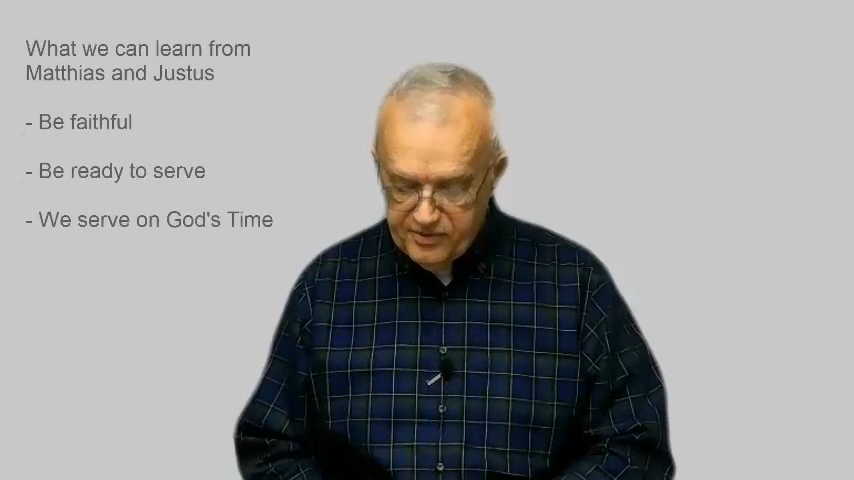 What we can learn from
Matthias and Justus
- Be faithful
- Be ready to serve
- We serve on God's Time